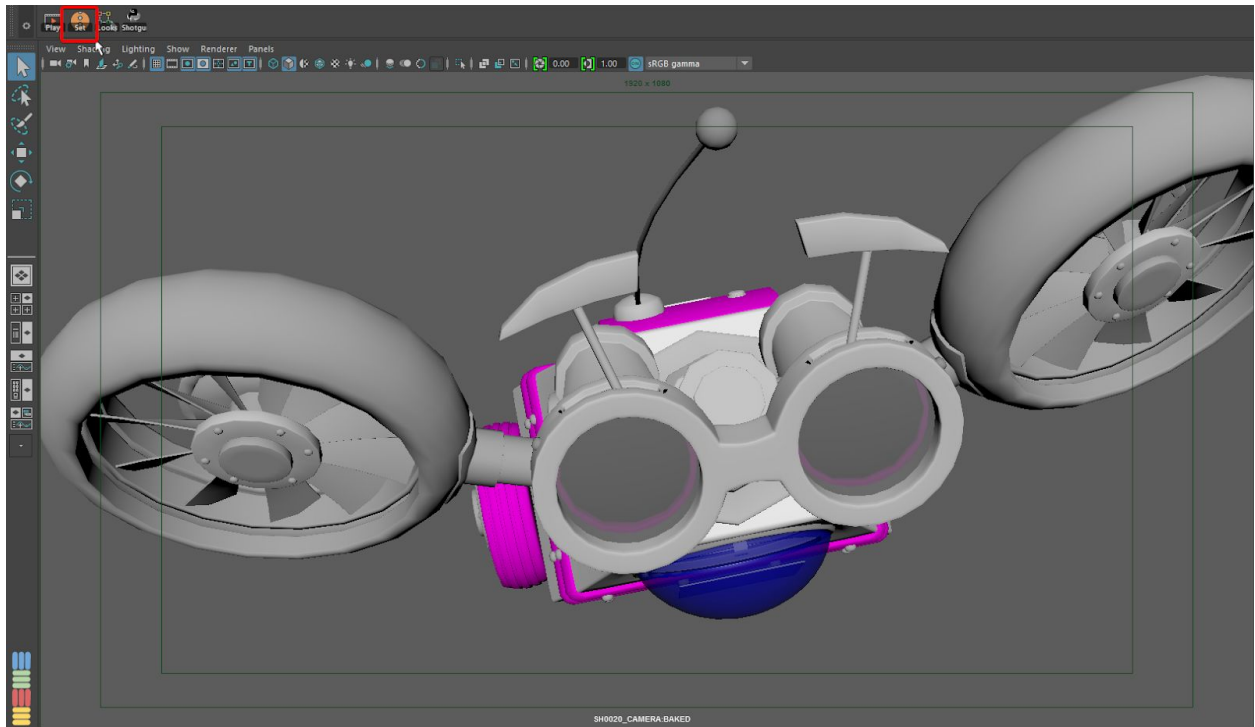 Play Set Looks Shotgu
View Shading Lighting Show Renderer Panels
0.00 1.00 sRGB gamma
1920 x 1080
SH0020_CAMERA:BAKED